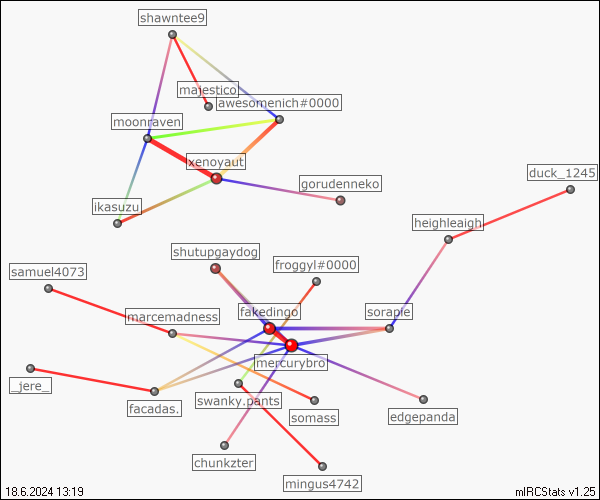 shawntee9
majestico
awesomenich#0000
moonraven
xenoyaut
duck_1245
gorudenneko
ikasuzu
heighleaigh
shutupgaydog
froggyl#0000
samuel4073
fakedingo
sorapie
marcemadness
mercurybro
_jere_
swanky.pants
facadas.
somass
edgepanda
chunkzter
mingus4742
18.6.2024 13:19
mIRCStats v1.25